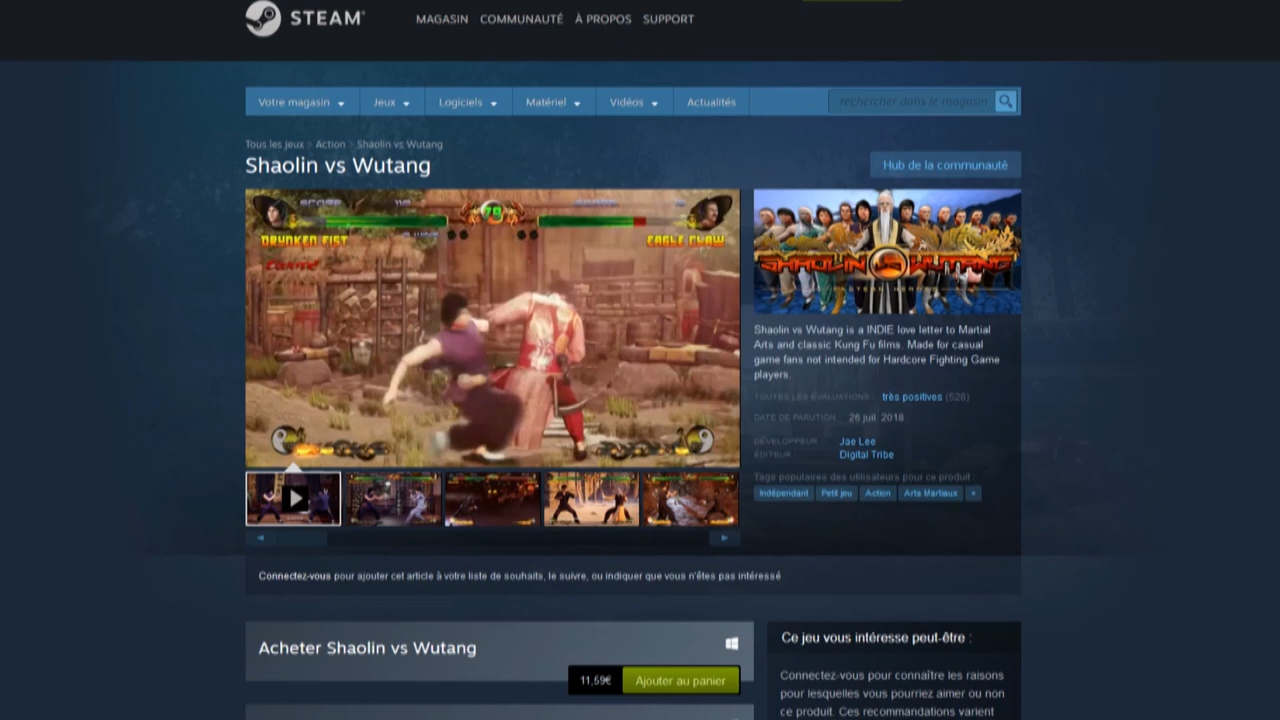 STEAM
MAGASIN COMMUNAUTÉ À PROPOS SUPPORT
Votre magasin Jeux Logiciels Matériel Vidéos Actualités rechercher dans le magasin
Tous les jeux > Action > Shaolin vs Wutang
Shaolin vs Wutang
Hub de la communauté
SCORE
79
DRUNKEN FIST
EAGLE CLAW
SHAOLIN VS WUTANG
EASTERN HEROES
Shaolin vs Wutang is a INDIE love letter to Martial
Arts and classic Kung Fu films. Made for casual
game fans not intended for Hardcore Fighting Game
players.
TOUTES LES ÉVALUATIONS : très positives (528)
DATE DE PARUTION : 26 juil. 2018
DÉVELOPPEUR : Jae Lee
ÉDITEUR : Digital Tribe
Tags populaires des utilisateurs pour ce produit :
Indépendant Petit jeu Action Arts Martiaux +
Connectez-vous pour ajouter cet article à votre liste de souhaits, le suivre, ou indiquer que vous n'êtes pas intéressé
Acheter Shaolin vs Wutang
11,59€ Ajouter au panier
Ce jeu vous intéresse peut-être :
Connectez-vous pour connaître les raisons
pour lesquelles vous pourriez aimer ou non
ce produit. Ces recommandations varient